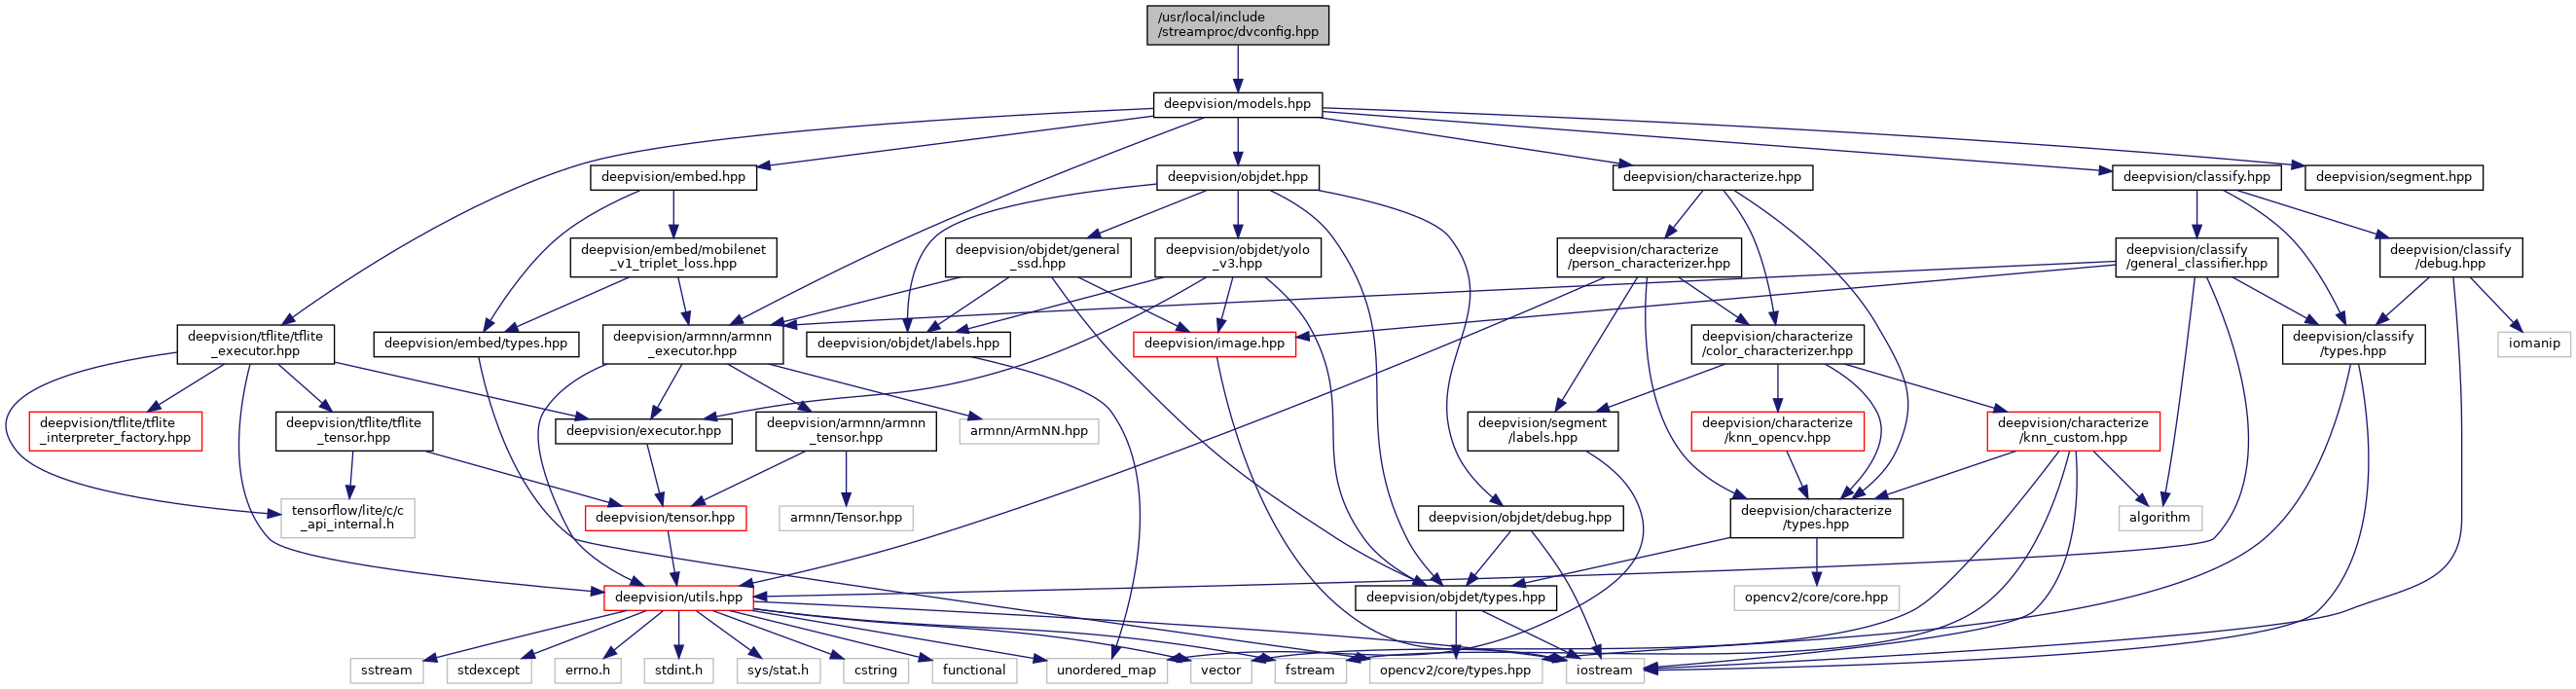 /usr/local/include
/streamproc/dvconfig.hpp
deepvision/models.hpp
deepvision/embed.hpp
deepvision/objdet.hpp
deepvision/characterize.hpp
deepvision/classify.hpp
deepvision/segment.hpp
deepvision/embed/mobilenet
_v1_triplet_loss.hpp
deepvision/objdet/general
_ssd.hpp
deepvision/objdet/yolo
_v3.hpp
deepvision/characterize
/person_characterizer.hpp
deepvision/classify
/general_classifier.hpp
deepvision/classify
/debug.hpp
deepvision/tflite/tflite
_executor.hpp
deepvision/embed/types.hpp
deepvision/armnn/armnn
_executor.hpp
deepvision/objdet/labels.hpp
deepvision/image.hpp
deepvision/characterize
/color_characterizer.hpp
deepvision/classify
/types.hpp
iomanip
deepvision/tflite/tflite
_interpreter_factory.hpp
deepvision/tflite/tflite
_tensor.hpp
deepvision/executor.hpp
deepvision/armnn/armnn
_tensor.hpp
armnn/ArmNN.hpp
deepvision/segment
/labels.hpp
deepvision/characterize
/knn_opencv.hpp
deepvision/characterize
/knn_custom.hpp
tensorflow/lite/c/c
_api_internal.h
deepvision/tensor.hpp
armnn/Tensor.hpp
deepvision/objdet/debug.hpp
deepvision/characterize
/types.hpp
algorithm
deepvision/utils.hpp
deepvision/objdet/types.hpp
opencv2/core/core.hpp
sstream
stdexcept
errno.h
stdint.h
sys/stat.h
cstring
functional
unordered_map
vector
fstream
opencv2/core/types.hpp
iostream